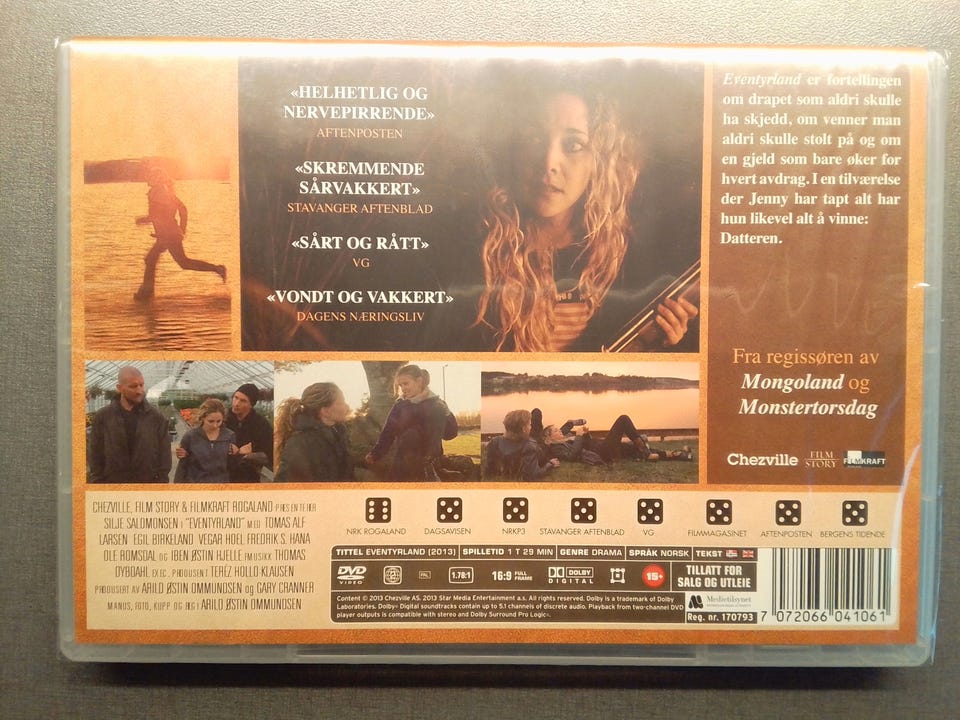 «HELHETLIG OG
NERVEPIRRENDE»
AFTENPOSTEN
«SKREMMENDE
SÅRVAKKERT»
STAVANGER AFTENBLAD
«SÅRT OG RÅTT»
VG
«VONDT OG VAKKERT»
DAGENS NÆRINGSLIV
Eventyrland er fortellingen
om drapet som aldri skulle
ha skjedd, om venner man
aldri skulle stolt på og om
en gjeld som bare øker for
hvert avdrag. I en tilværelse
der Jenny har tapt alt har
hun likevel alt å vinne:
Datteren.
Fra regissøren av
Mongoland og
Monstertorsdag
Chezville FILM STORY FILMKRAFT
CHEZVILLE, FILM STORY & FILMKRAFT ROGALAND PRESENTERER
SILJE SALOMONSEN I "EVENTYRLAND" MED TOMAS ALF
LARSEN EGIL BIRKELAND VEGAR HOEL FREDRIK S. HANA
OLE ROMSDAL OG IBEN ØSTIN HJELLE FILMMUSIKK THOMAS
DYBDAHL EXEC. PRODUSENT TERÉZ HOLLO KLAUSEN
PRODUSERT AV ARILD ØSTIN OMMUNDSEN OG GARY CRANNER
MANUS, FOTO, KLIPP OG REGI ARILD ØSTIN OMMUNDSEN
NRK ROGALAND DAGSAVISEN NRKP3 STAVANGER AFTENBLAD VG FILMMAGASINET AFTENPOSTEN BERGENS TIDENDE
TITTEL EVENTYRLAND (2013) SPILLETID 1 T 29 MIN GENRE DRAMA SPRÅK NORSK TEKST
DVD VIDEO PAL 1.78:1 16:9 FULL FRAME DOLBY DIGITAL 15+ TILLATT FOR
SALG OG UTLEIE
Content © 2013 Chezville AS. 2013 Star Media Entertainment a.s. All rights reserved. Dolby is a trademark of Dolby
Laboratories. Dolby Digital soundtracks contain up to 5.1 channels of discrete audio. Playback from two-channel DVD
player outputs is compatible with stereo and Dolby Surround Pro Logic.
Medietilsynet
Reg. nr. 170793
7 072066 041061